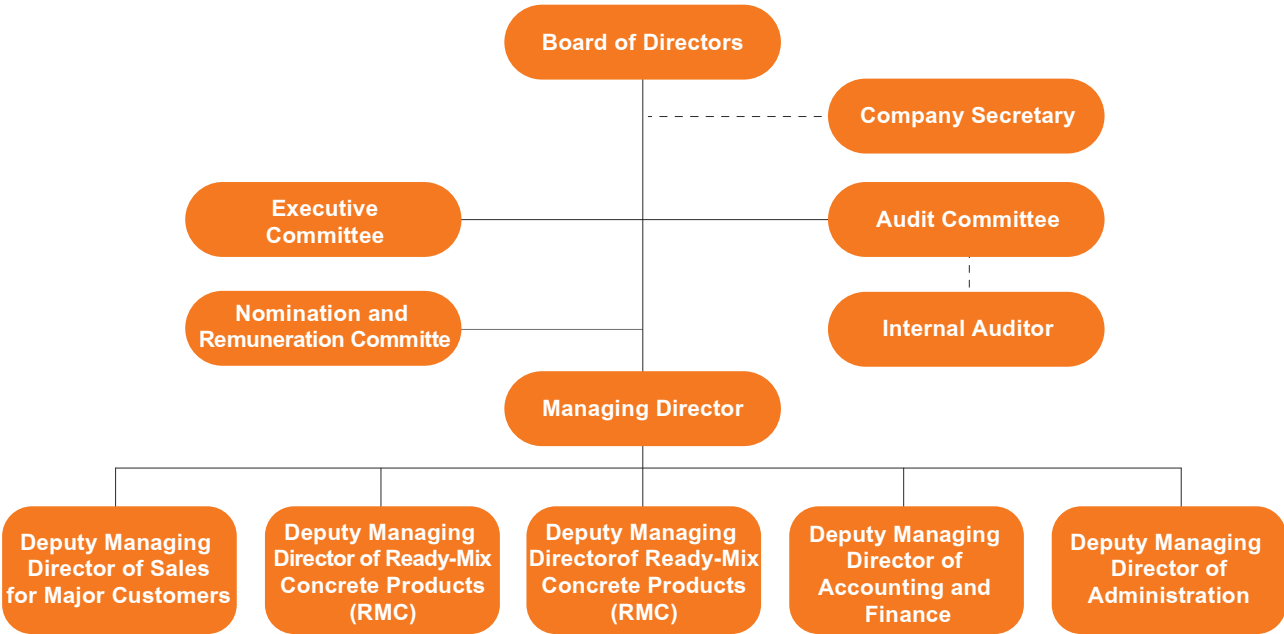 Board of Directors
Company Secretary
Executive
Committee
Audit Committee
Nomination and
Remuneration Committe
Internal Auditor
Managing Director
Deputy Managing
Director of Sales
for Major Customers
Deputy Managing
Director of Ready-Mix
Concrete Products
(RMC)
Deputy Managing
Directorof Ready-Mix
Concrete Products
(RMC)
Deputy Managing
Director of
Accounting and
Finance
Deputy Managing
Director of
Administration